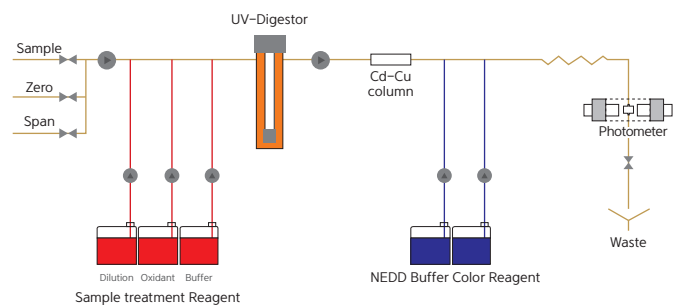 UV-Digestor
Sample
Zero
Span
Cd-Cu
column
Photometer
Waste
Dilution Oxidant Buffer
Sample treatment Reagent
NEDD Buffer Color Reagent